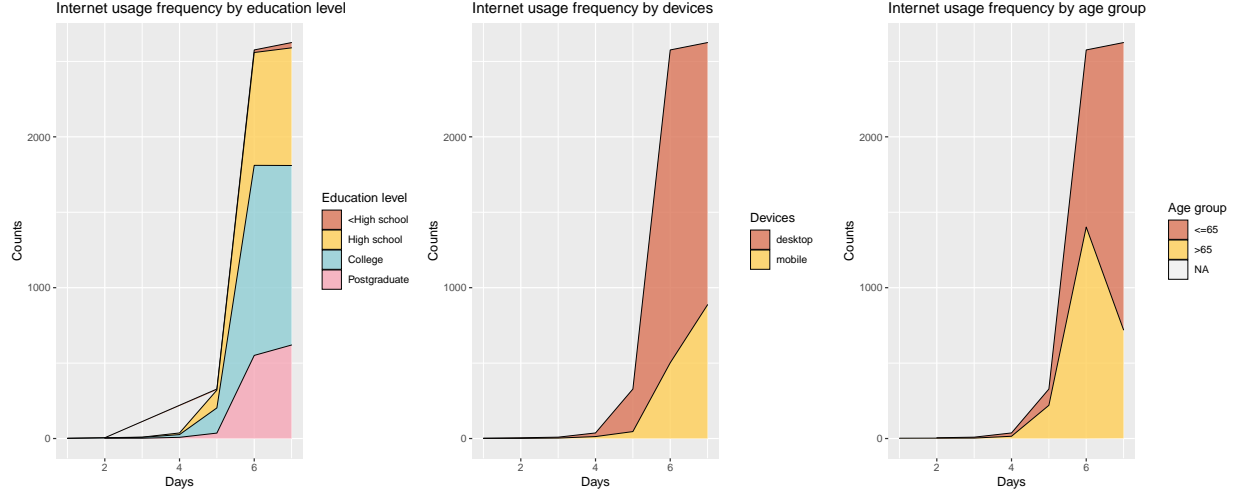 Internet usage frequency by education level
Counts
2000
1000
0
2
4
6
Days
Education level
<High school
High school
College
Postgraduate
Internet usage frequency by devices
Counts
2000
1000
0
2
4
6
Days
Devices
desktop
mobile
Internet usage frequency by age group
Counts
2000
1000
0
2
4
6
Days
Age group
<=65
>65
NA